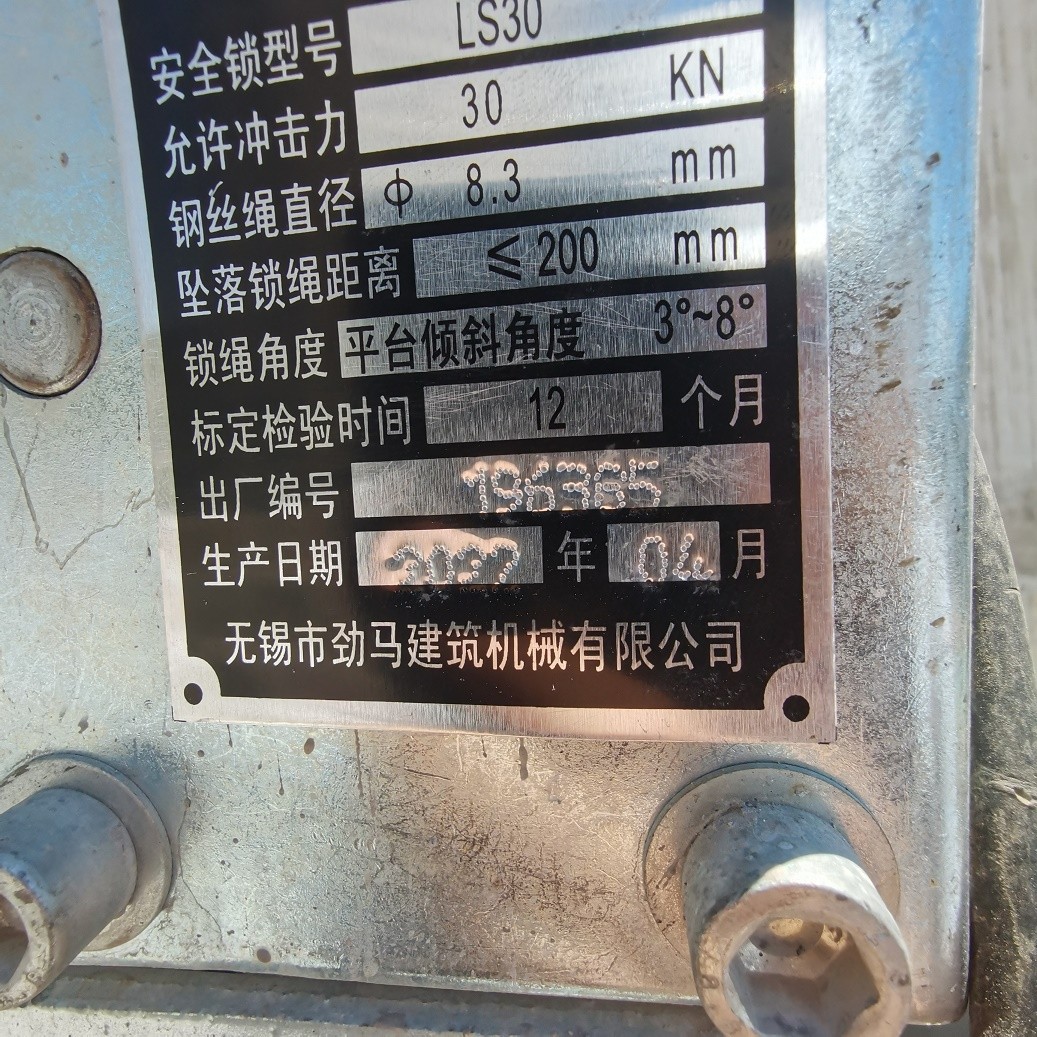 安全锁型号 LS30
允许冲击力 30 KN
钢丝绳直径 ф 8.3 mm
坠落锁绳距离 ≤200 mm
锁绳角度 平台倾斜角度 3°~8°
标定检验时间 12 个月
出厂编号 196365
生产日期 2022 年 04 月
无锡市劲马建筑机械有限公司